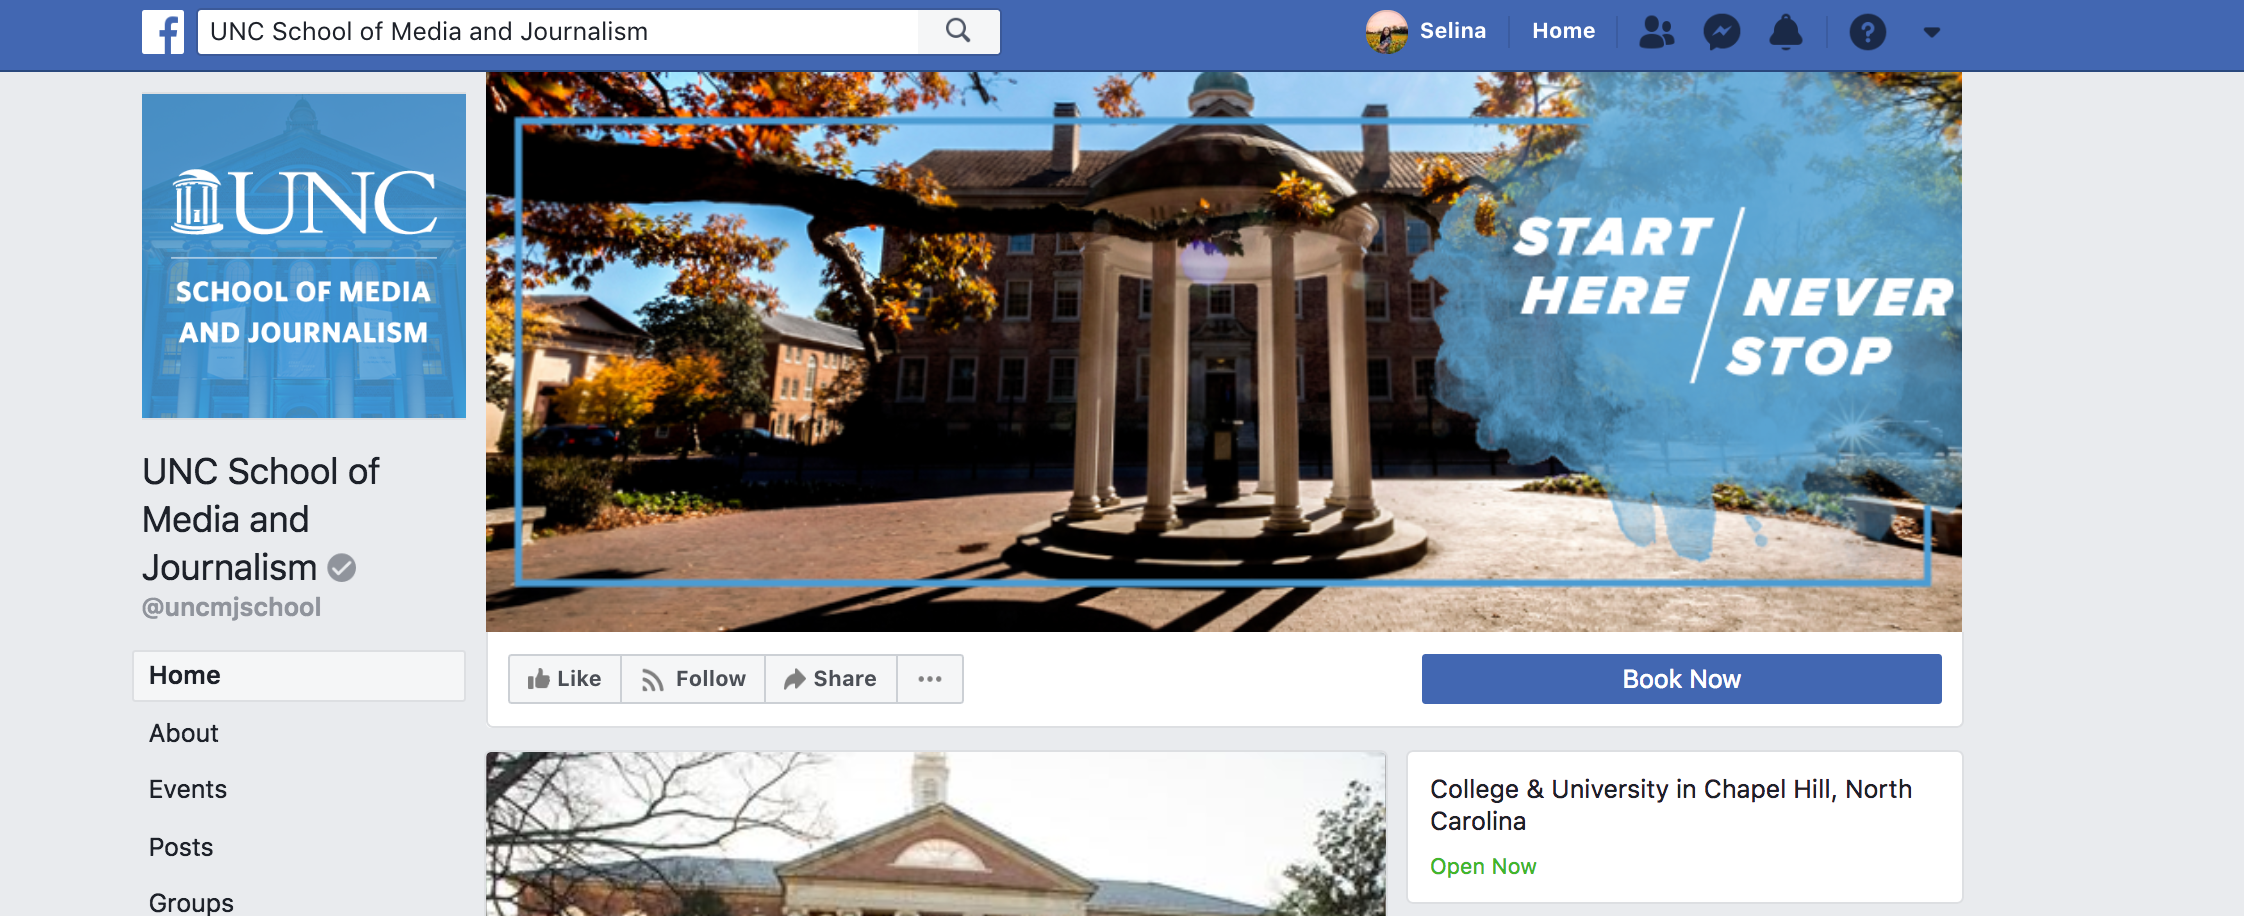 UNC School of Media and Journalism
Selina
Home
UNC
SCHOOL OF MEDIA
AND JOURNALISM
START
HERE
NEVER
STOP
UNC School of
Media and
Journalism
@uncmjschool
Home
About
Events
Posts
Groups
Like
Follow
Share
Book Now
College & University in Chapel Hill, North
Carolina
Open Now